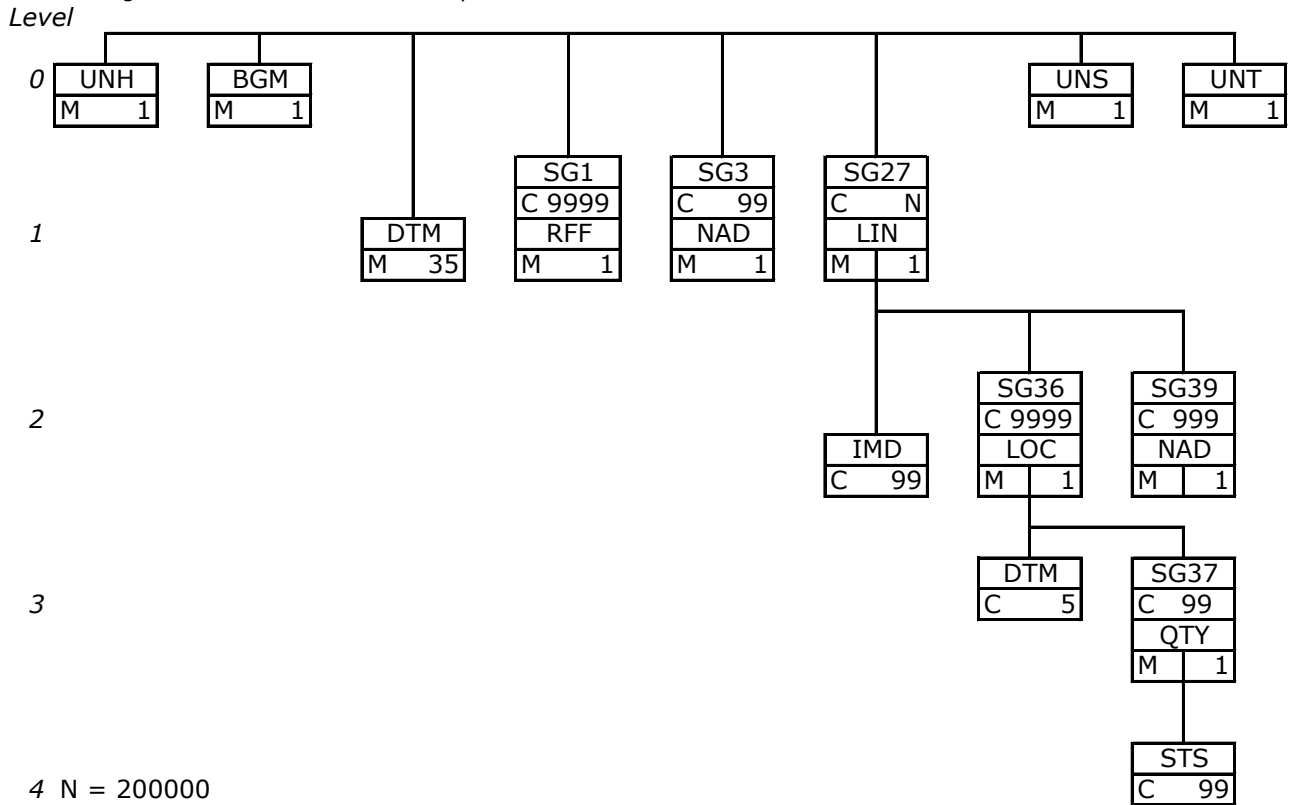 Level
0 UNH BGM UNS UNT
M 1 M 1 M 1 M 1
SG1 SG3 SG27
C 9999 C 99 C N
1 DTM RFF NAD LIN
M 35 M 1 M 1 M 1
SG36 SG39
2 C 9999 C 999
IMD LOC NAD
C 99 M 1 M 1
DTM SG37
3 C 5 C 99
QTY
M 1
STS
4 N = 200000 C 99